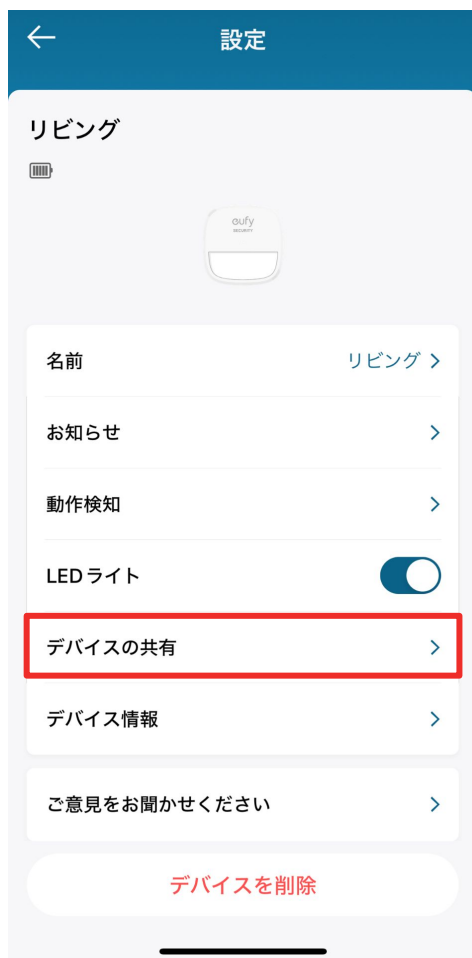 設定
リビング
eufy
SECURITY
名前
リビング
お知らせ
動作検知
LEDライト
デバイスの共有
デバイス情報
ご意見をお聞かせください
デバイスを削除